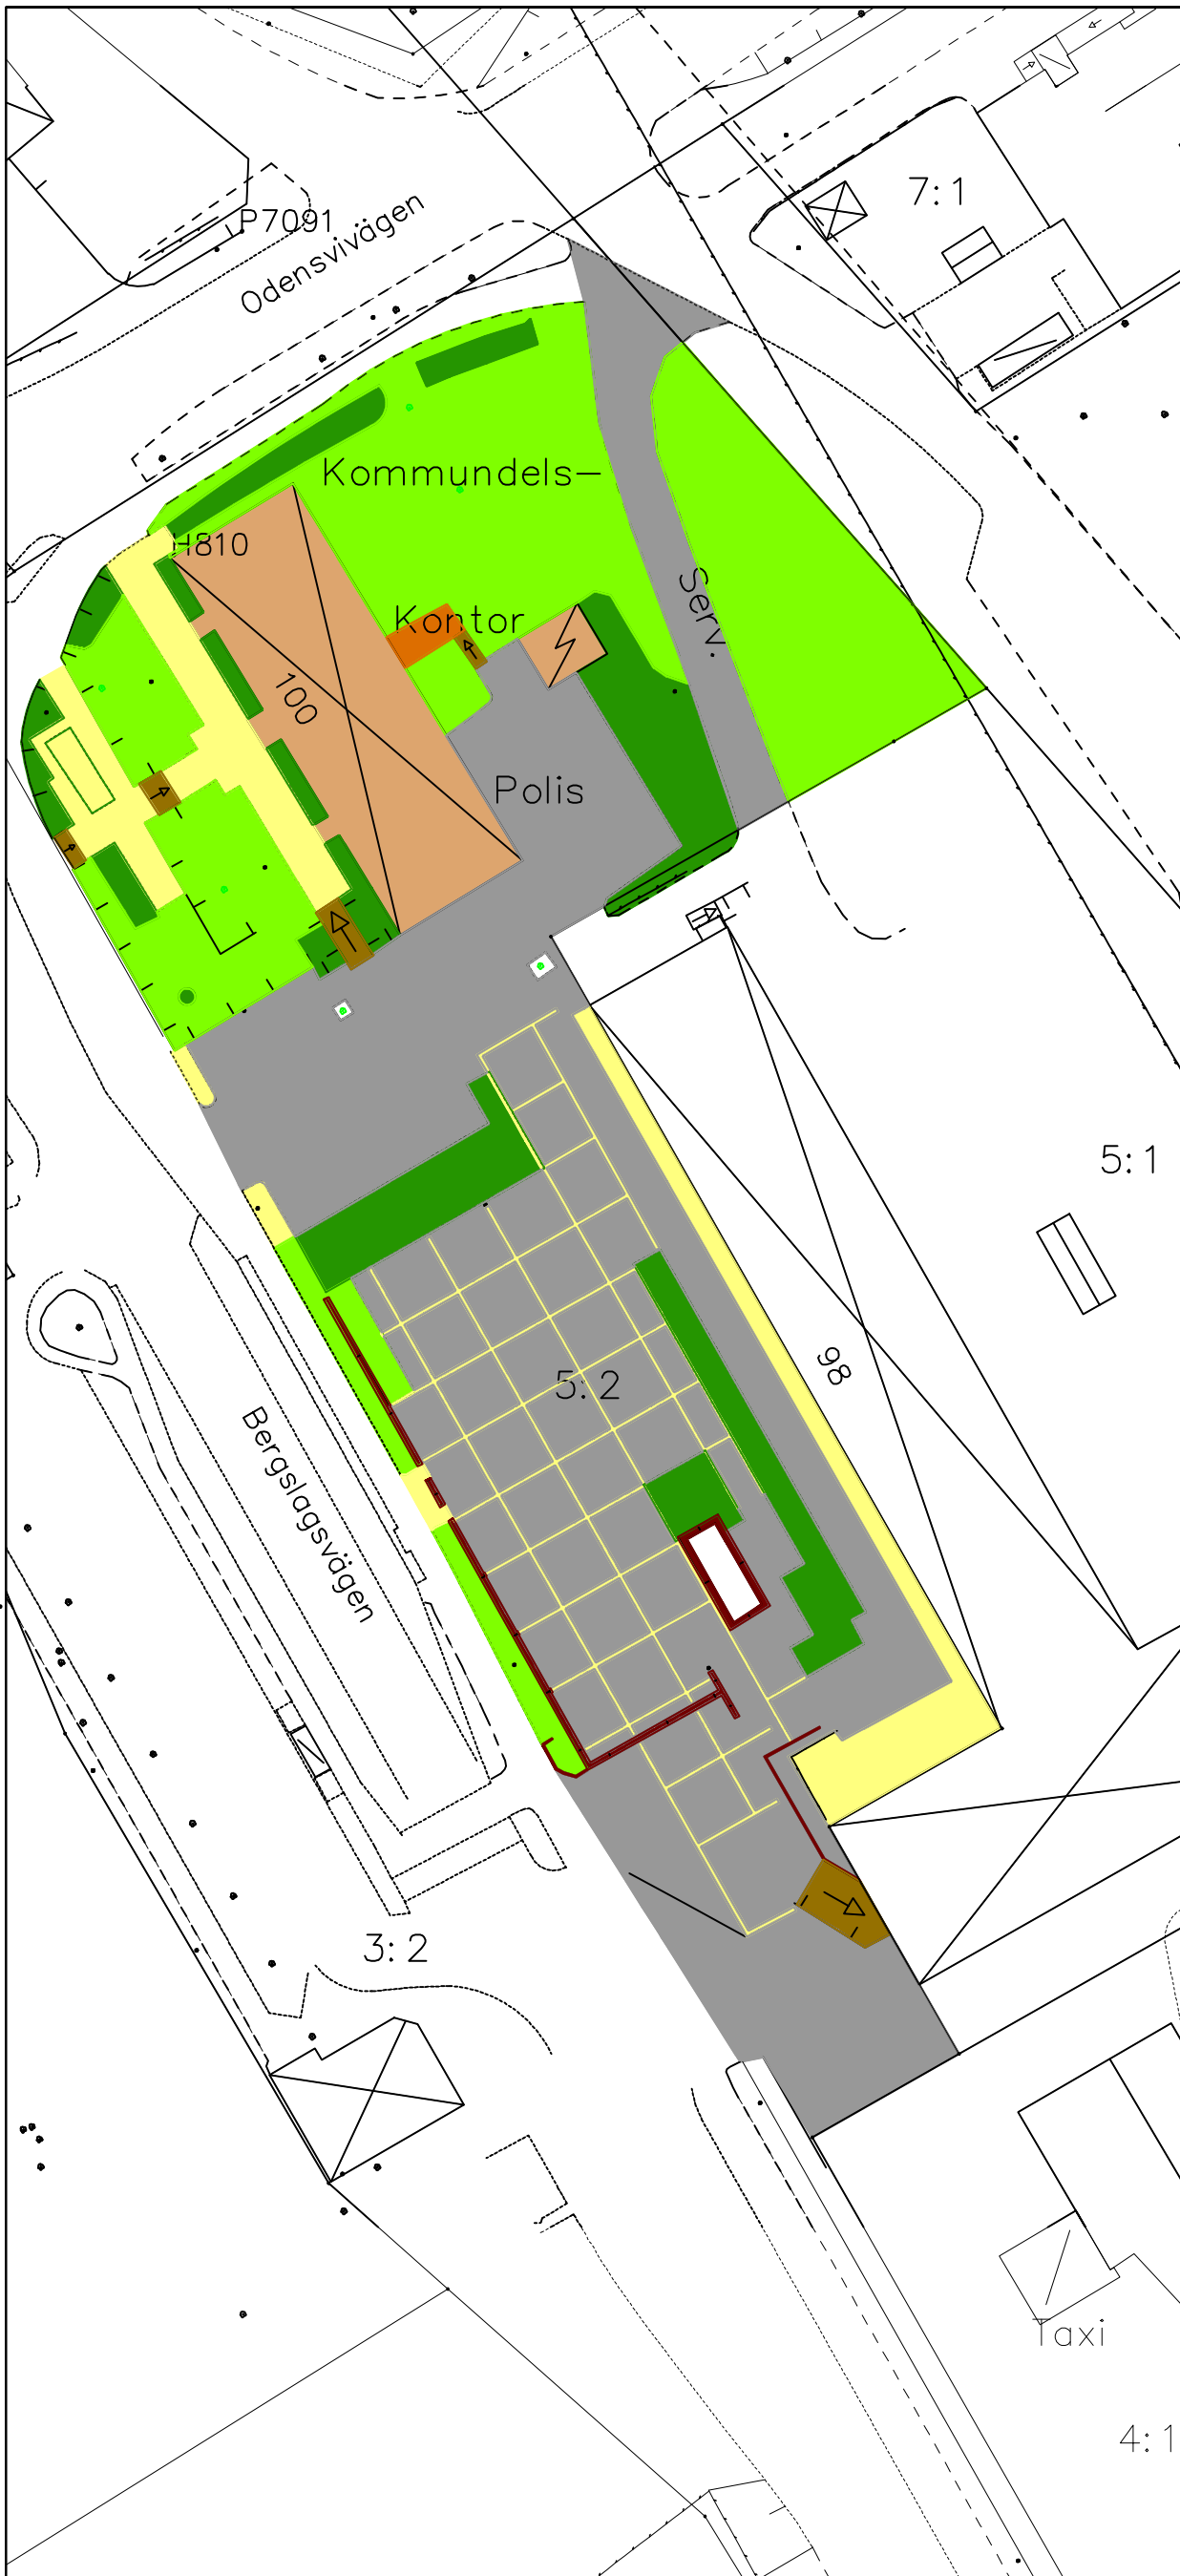 7:1
P7091
Odensvivägen
Kommundels-
H810
Kontor
Serv.
100
Polis
5:1
98
5:2
Bergslagsvägen
3:2
Taxi
4:1